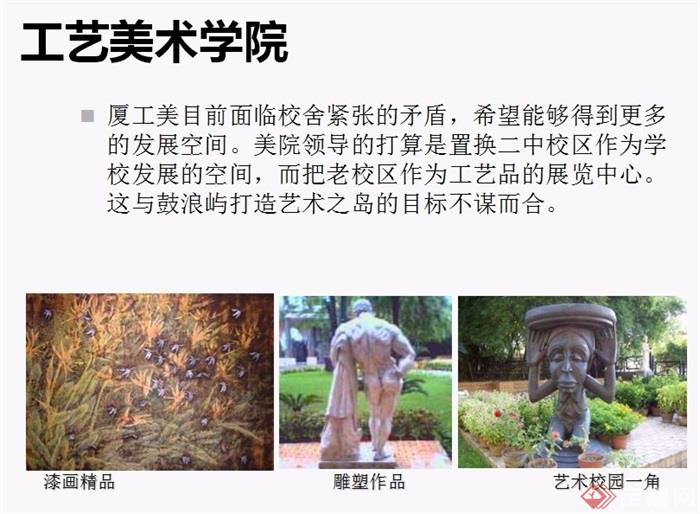 工艺美术学院
厦工美目前面临校舍紧张的矛盾，希望能够得到更多
的发展空间。美院领导的打算是置换二中校区作为学
校发展的空间，而把老校区作为工艺品的展览中心。
这与鼓浪屿打造艺术之岛的目标不谋而合。
漆画精品
雕塑作品
艺术校园一角